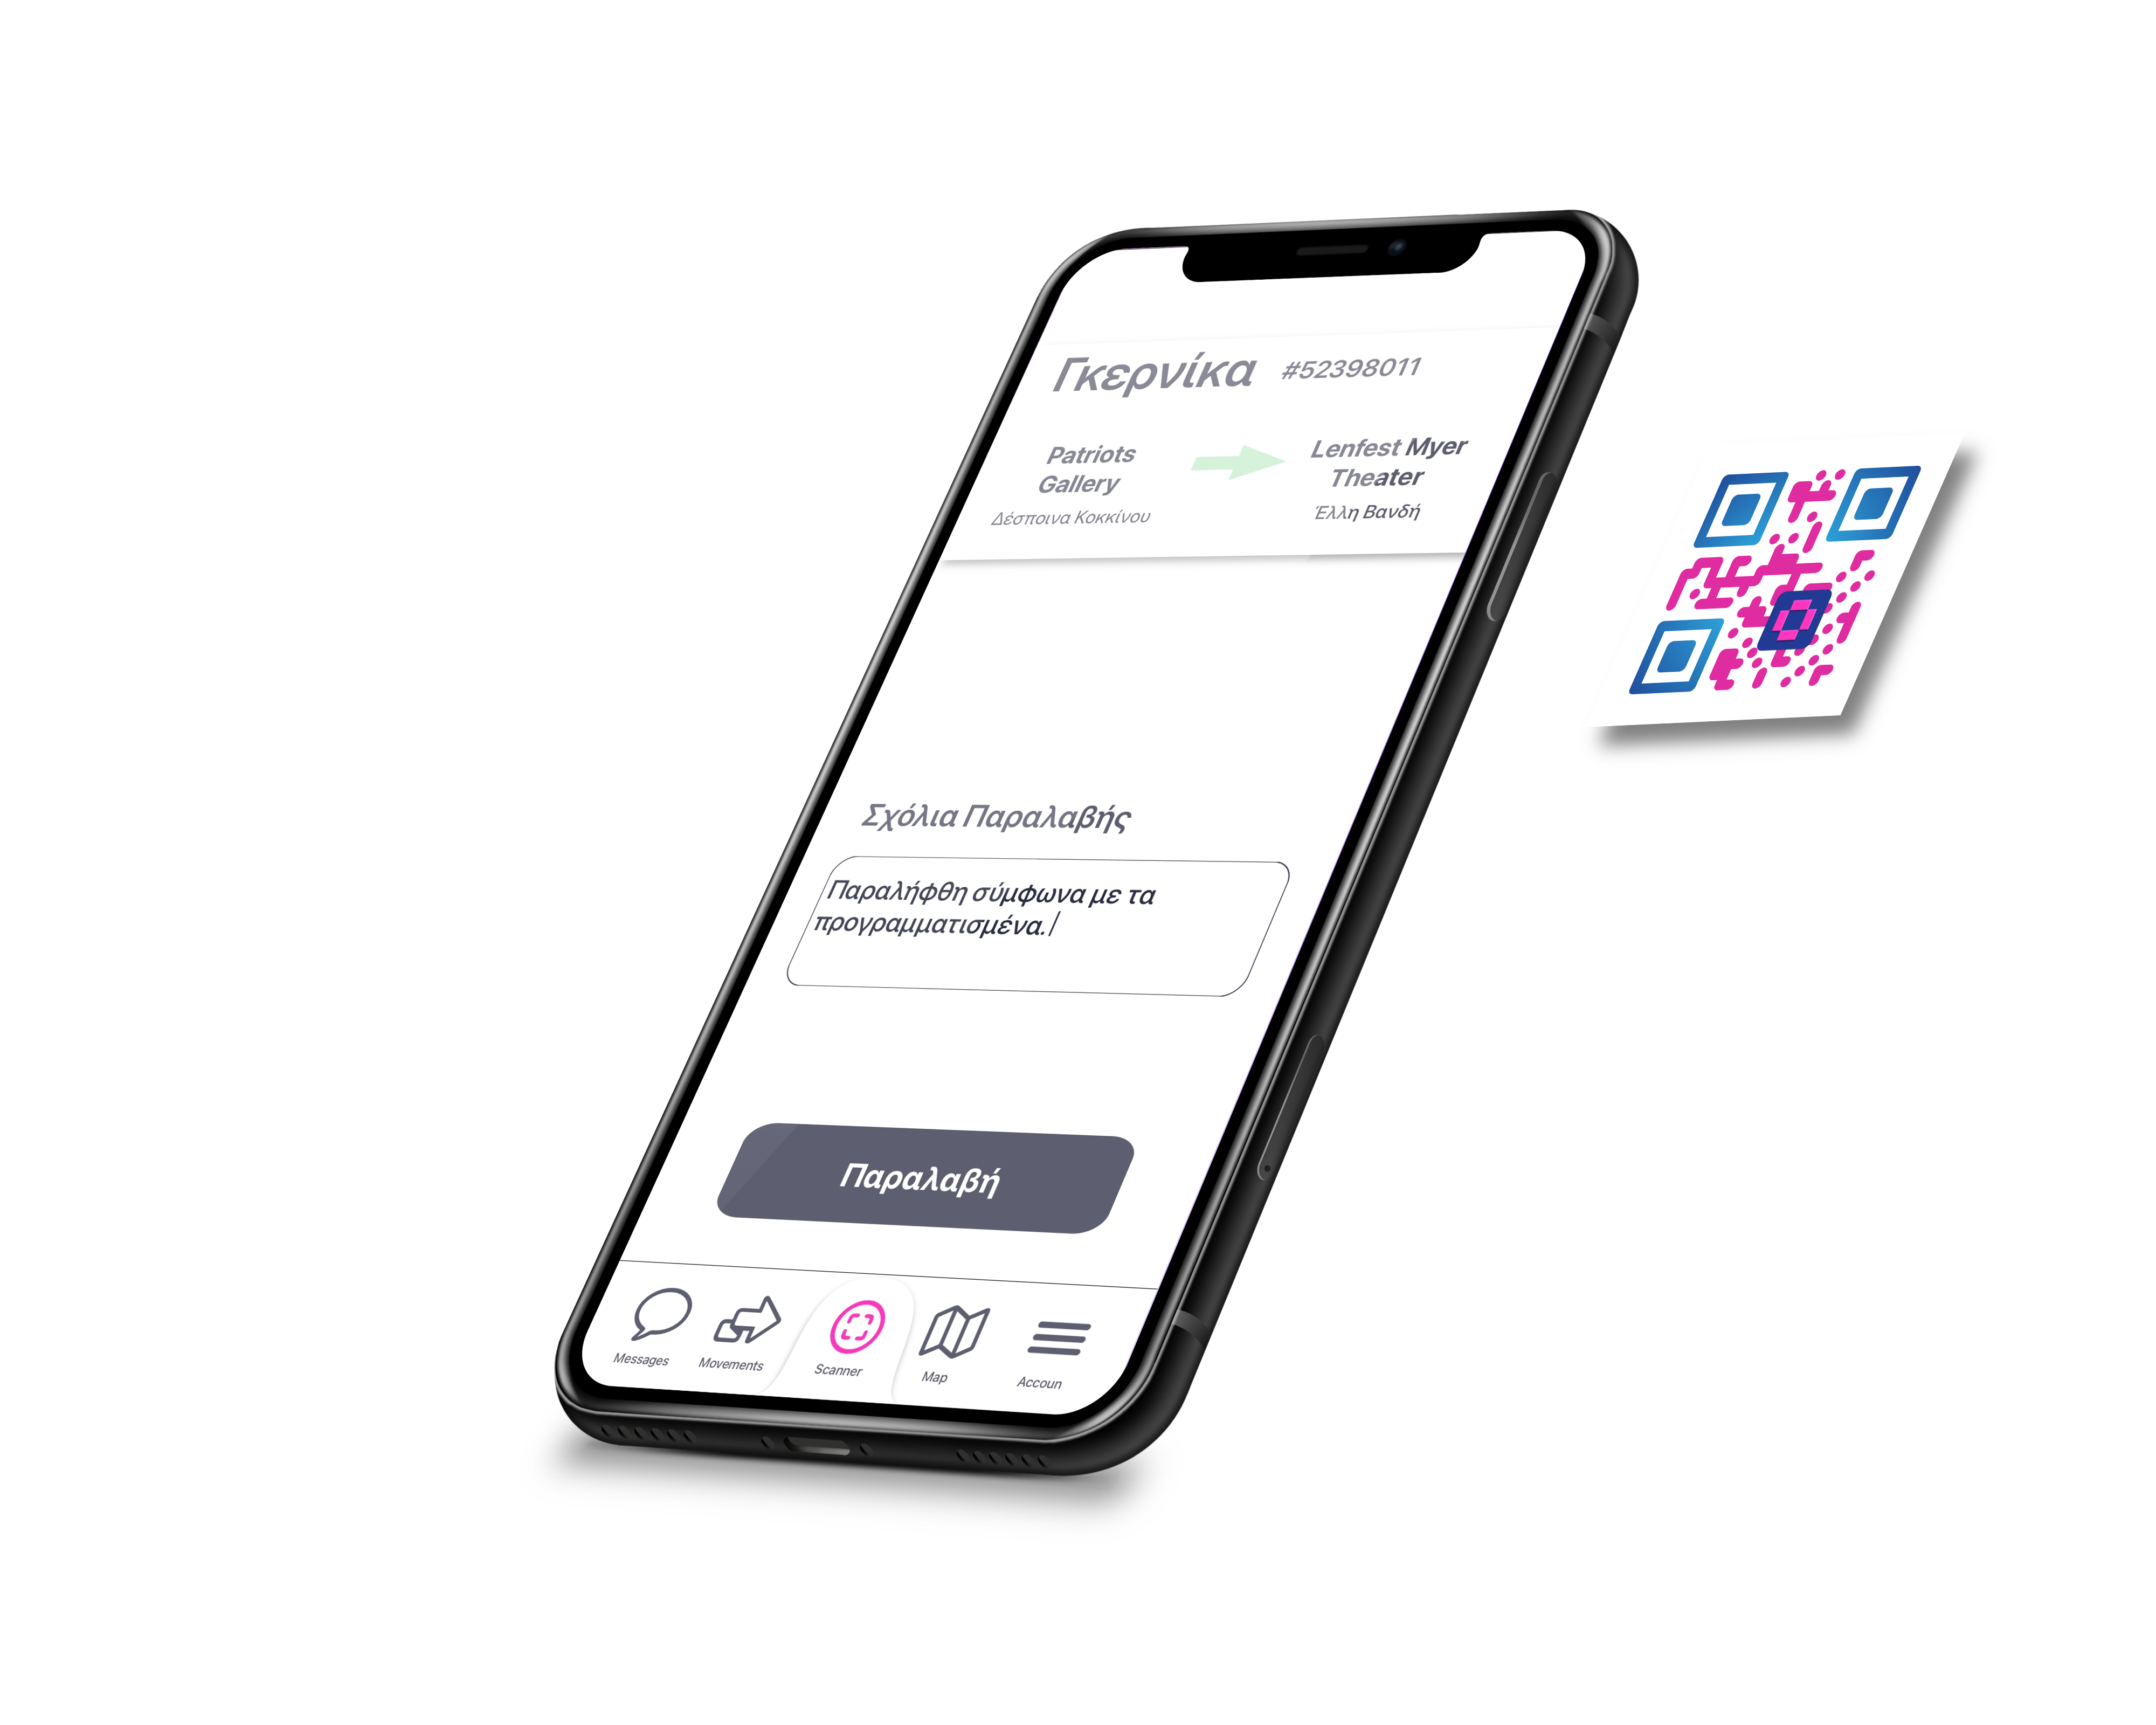 Γκερνίκα #52398011
Patriots
Gallery
Δέσποινα Κοκκίνου
Lenfest Myer
Theater
Έλλη Βανδή
Σχόλια Παραλαβής
Παραλήφθη σύμφωνα με τα
προγραμματισμένα.
Παραλαβή
Messages
Movements
Scanner
Map
Accoun